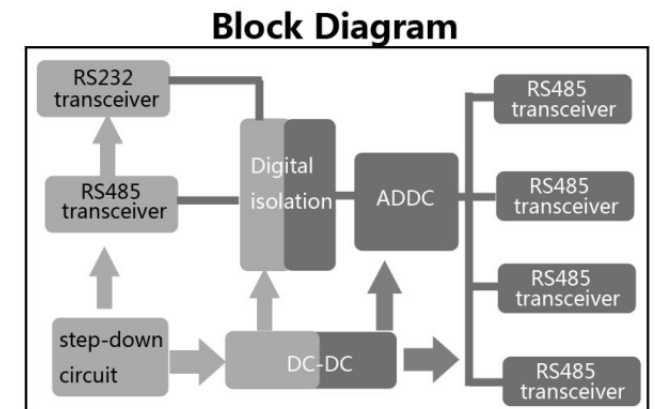 Block Diagram
RS232
transceiver
RS485
transceiver
step-down
circuit
Digital
isolation
DC-DC
ADDC
RS485
transceiver
RS485
transceiver
RS485
transceiver
RS485
transceiver